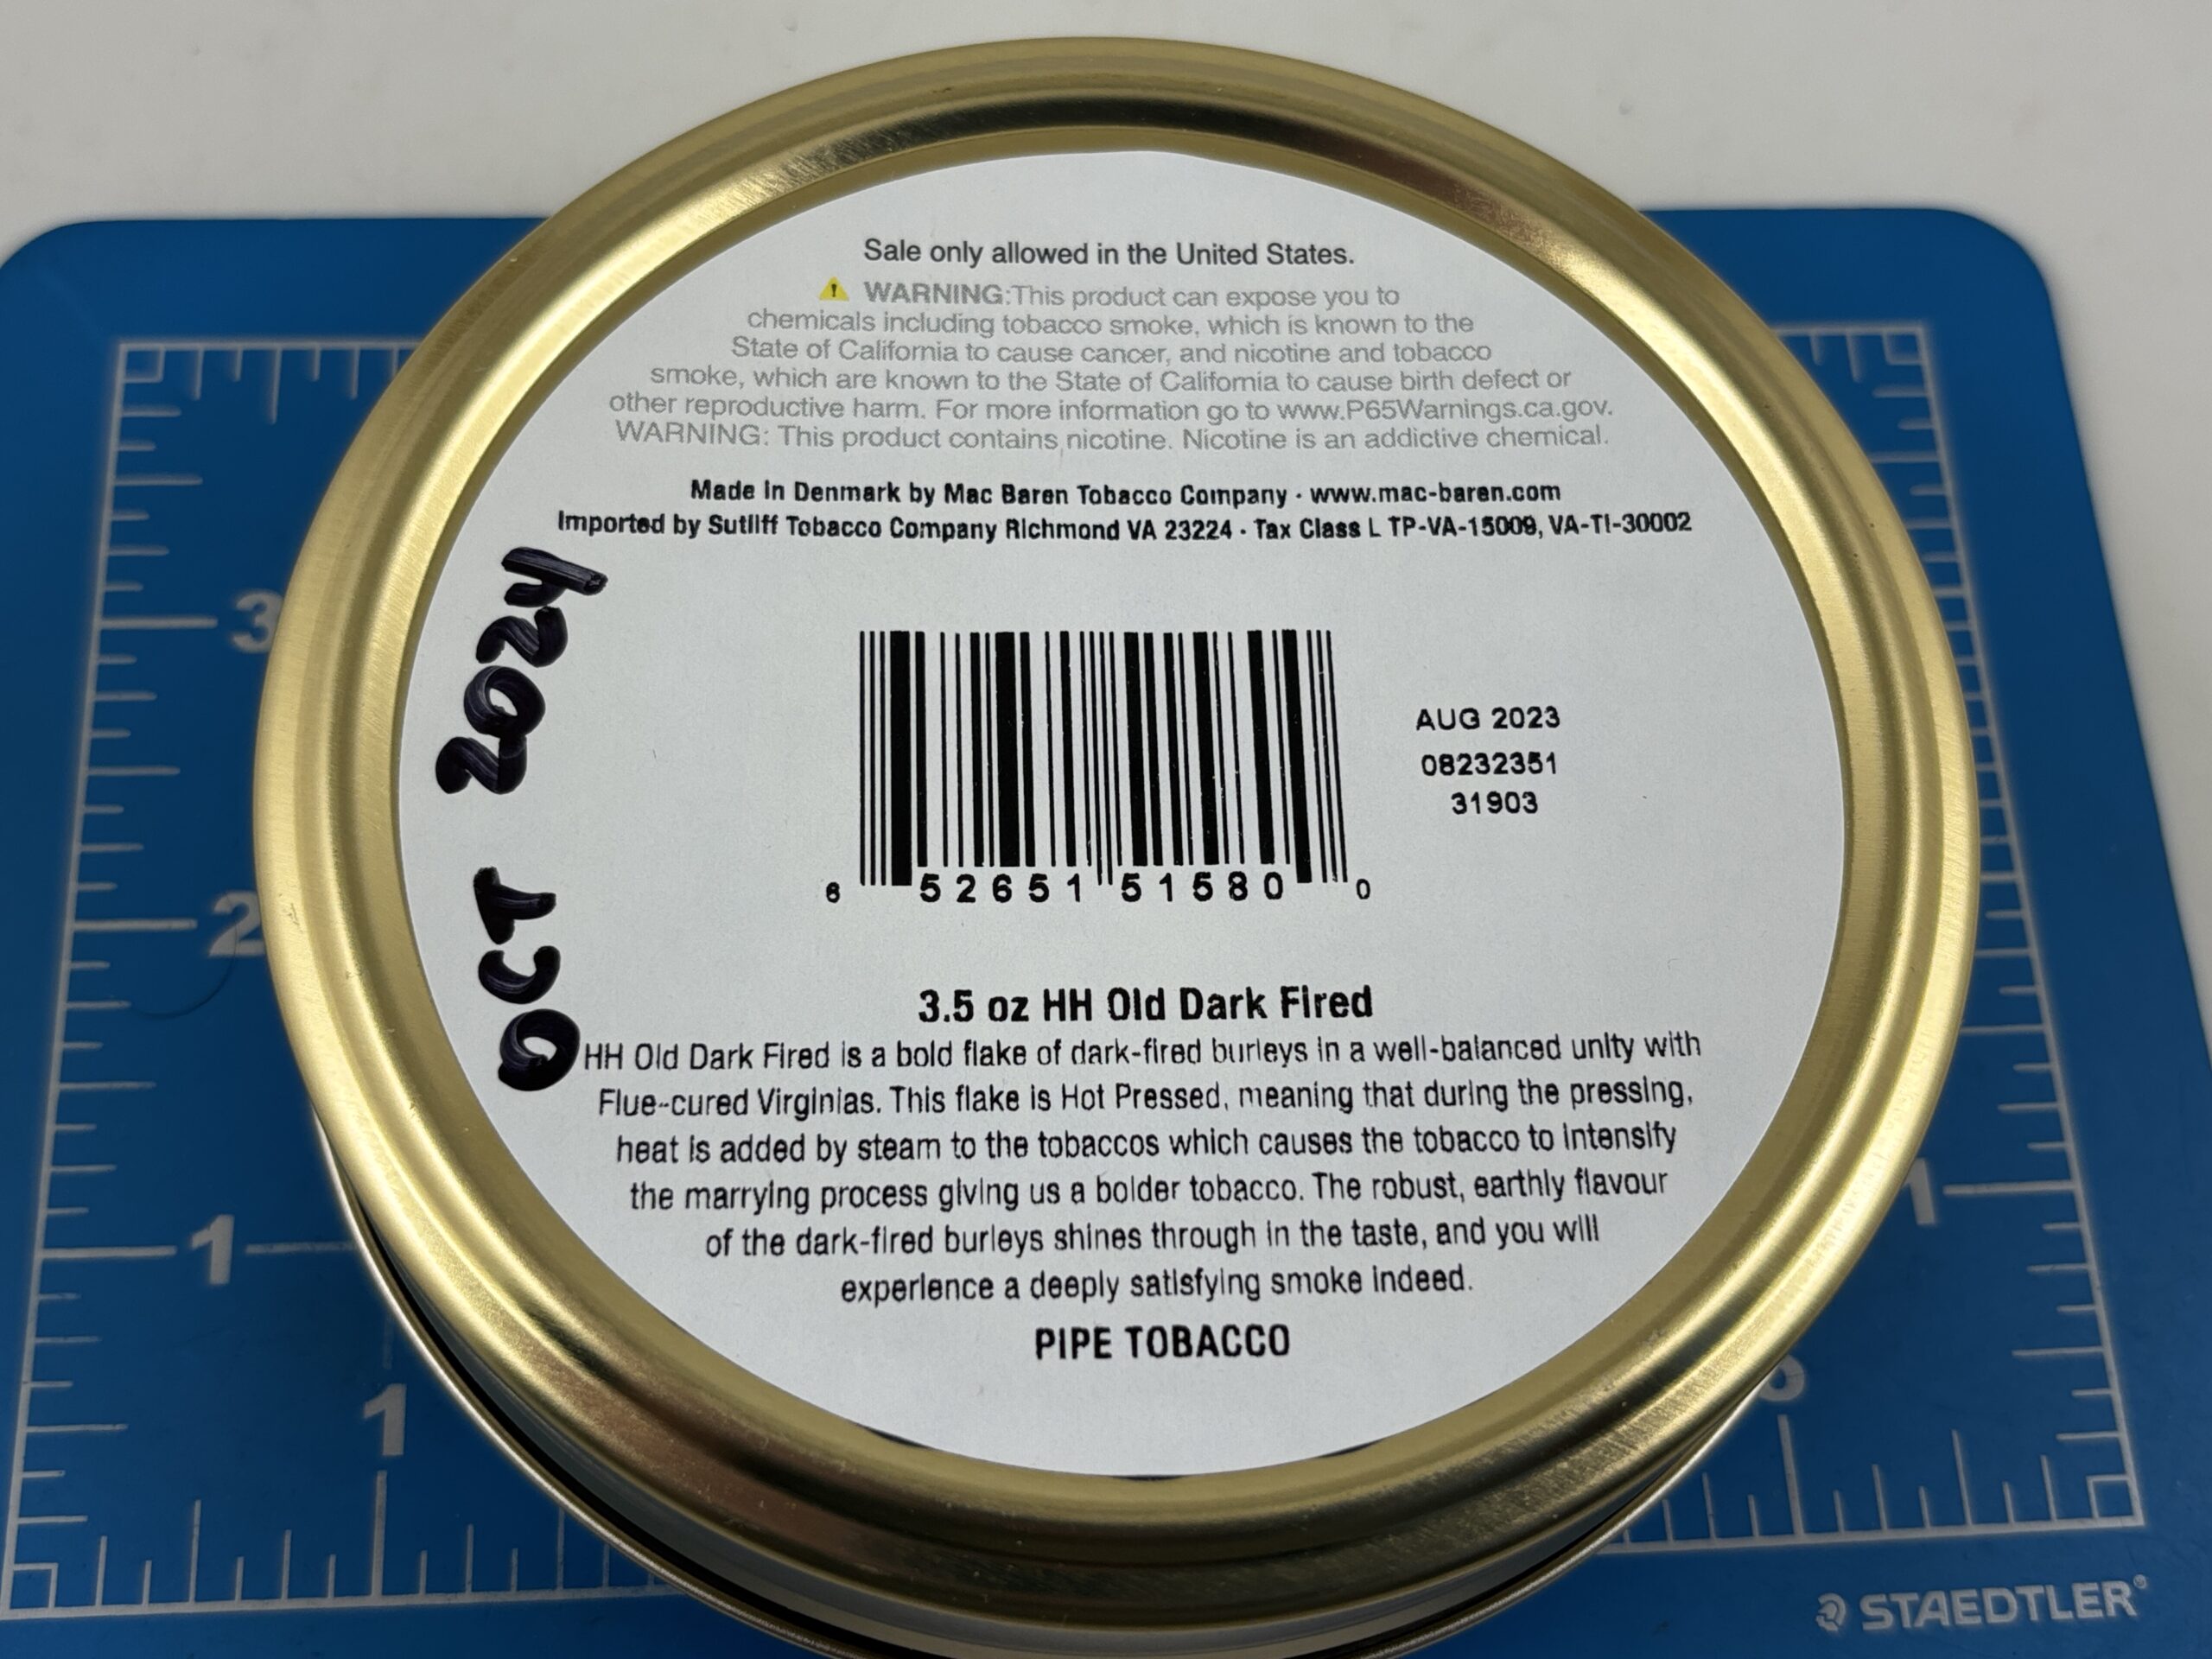 Sale only allowed in the United States.
WARNING:This product can expose you to
chemicals including tobacco smoke, which is known to the
State of California to cause cancer, and nicotine and tobacco
smoke, which are known to the State of California to cause birth defect or
other reproductive harm. For more information go to www.P65Warnings.ca.gov.
WARNING: This product contains nicotine. Nicotine is an addictive chemical.
Made in Denmark by Mac Baren Tobacco Company · www.mac-baren.com
Imported by Sutliff Tobacco Company Richmond VA 23224 · Tax Class L TP-VA-15009, VA-TI-30002
OCT 2024
AUG 2023
08232351
31903
6 52651 51580 0
3.5 oz HH Old Dark Fired
HH Old Dark Fired is a bold flake of dark-fired burleys in a well-balanced unity with
Flue-cured Virginias. This flake is Hot Pressed, meaning that during the pressing,
heat is added by steam to the tobaccos which causes the tobacco to intensify
the marrying process giving us a bolder tobacco. The robust, earthly flavour
of the dark-fired burleys shines through in the taste, and you will
experience a deeply satisfying smoke indeed.
PIPE TOBACCO
3
2
1
1
1
STAEDTLER®